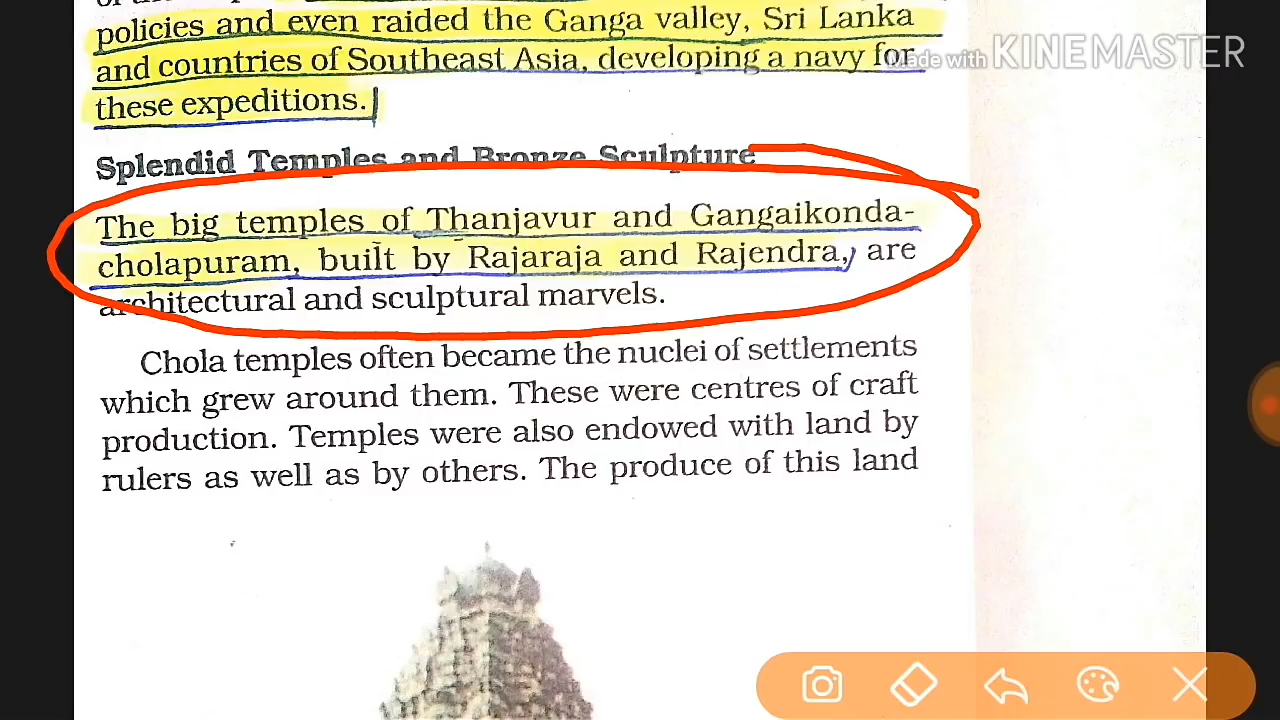 policies and even raided the Ganga valley, Sri Lanka
Made with KINEMASTER
and countries of Southeast Asia, developing a navy for
these expeditions.
Splendid Temples and Bronze Sculpture
The big temples of Thanjavur and Gangaikonda-
cholapuram, built by Rajaraja and Rajendra, are
architectural and sculptural marvels.
Chola temples often became the nuclei of settlements
which grew around them. These were centres of craft
production. Temples were also endowed with land by
rulers as well as by others. The produce of this land